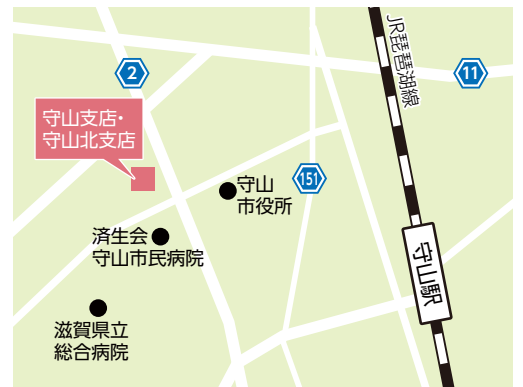 JR琵琶湖線
2
11
守山支店・
守山北支店
151
守山
市役所
済生会
守山市民病院
守山駅
滋賀県立
総合病院